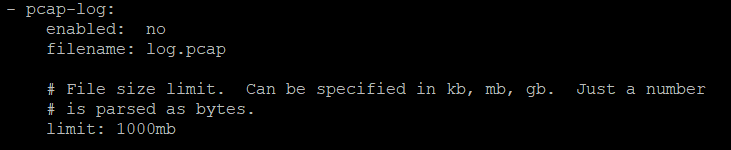 - pcap-log:
    enabled:  no
    filename: log.pcap

    # File size limit.  Can be specified in kb, mb, gb.  Just a number
    # is parsed as bytes.
    limit: 1000mb